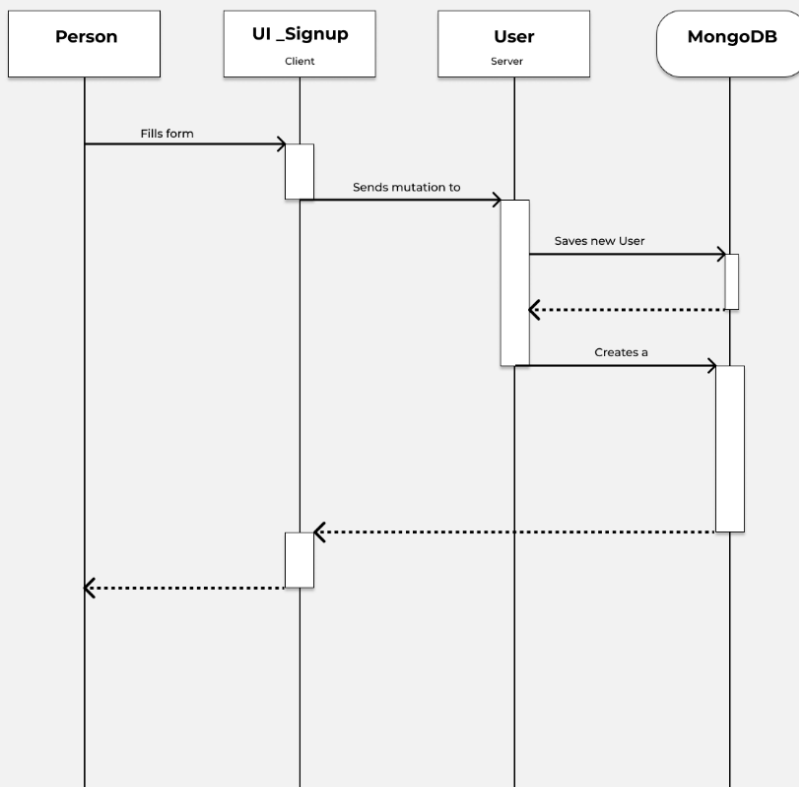 Person
UI _Signup
Client
User
Server
MongoDB
Fills form
Sends mutation to
Saves new User
Creates a